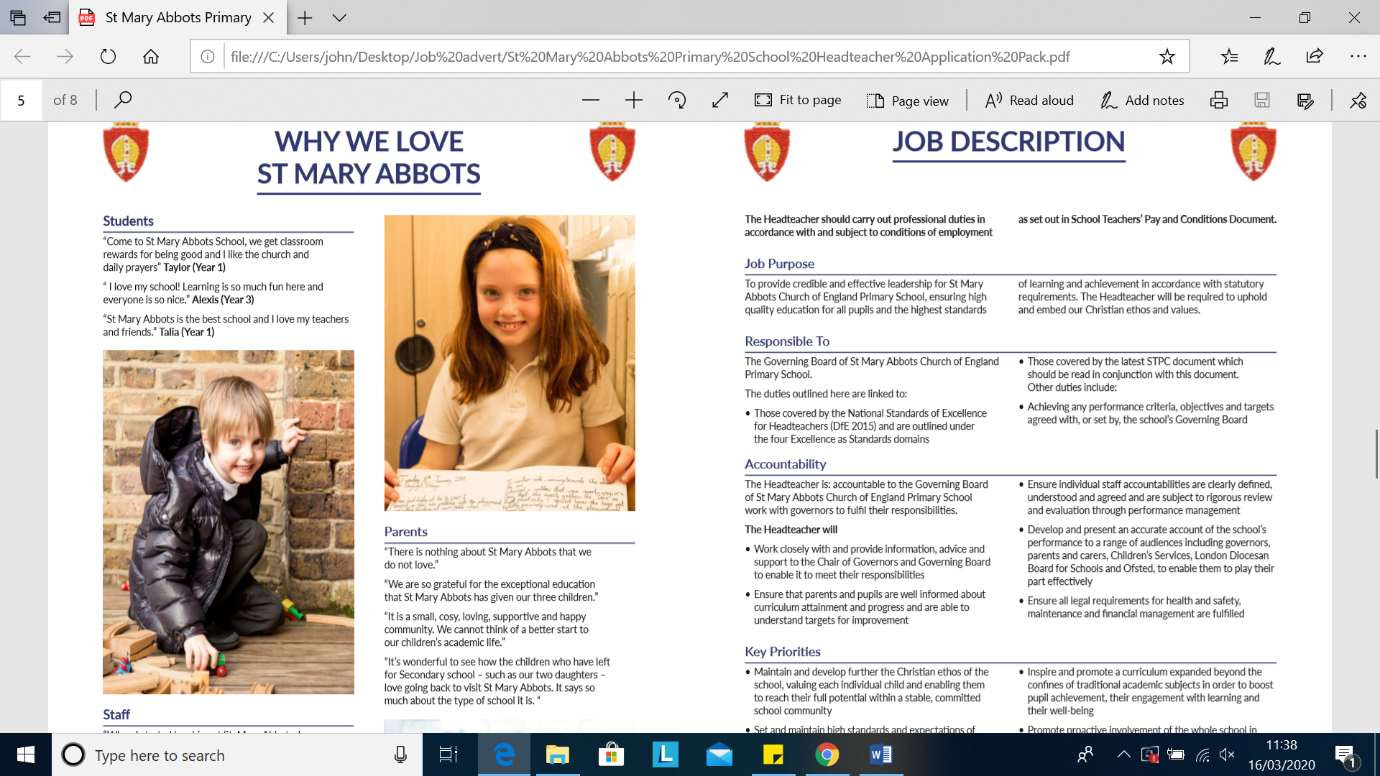 St Mary Abbots Primary
file:///C:/Users/john/Desktop/Job%20advert/St%20Mary%20Abbots%20Primary%20School%20Headteacher%20Application%20Pack.pdf
5 of 8
Fit to page
Page view
Read aloud
Add notes
WHY WE LOVE
ST MARY ABBOTS
Students
“Come to St Mary Abbots School, we get classroom
rewards for being good and I like the church and
daily prayers” Taylor (Year 1)
“ I love my school! Learning is so much fun here and
everyone is so nice.” Alexis (Year 3)
“St Mary Abbots is the best school and I love my teachers
and friends.” Talia (Year 1)
Staff
Parents
“There is nothing about St Mary Abbots that we
do not love.”
“We are so grateful for the exceptional education
that St Mary Abbots has given our three children.”
“It is a small, cosy, loving, supportive and happy
community. We cannot think of a better start to
our children’s academic life.”
“It’s wonderful to see how the children who have left
for Secondary school – such as our two daughters –
love going back to visit St Mary Abbots. It says so
much about the type of school it is. “
JOB DESCRIPTION
The Headteacher should carry out professional duties in
accordance with and subject to conditions of employment
as set out in School Teachers’ Pay and Conditions Document.
Job Purpose
To provide credible and effective leadership for St Mary
Abbots Church of England Primary School, ensuring high
quality education for all pupils and the highest standards
of learning and achievement in accordance with statutory
requirements. The Headteacher will be required to uphold
and embed our Christian ethos and values.
Responsible To
The Governing Board of St Mary Abbots Church of England
Primary School.
The duties outlined here are linked to:
• Those covered by the National Standards of Excellence
for Headteachers (DfE 2015) and are outlined under
the four Excellence as Standards domains
• Those covered by the latest STPC document which
should be read in conjunction with this document.
Other duties include:
• Achieving any performance criteria, objectives and targets
agreed with, or set by, the school’s Governing Board
Accountability
The Headteacher is: accountable to the Governing Board
of St Mary Abbots Church of England Primary School
work with governors to fulfil their responsibilities.
The Headteacher will
• Work closely with and provide information, advice and
support to the Chair of Governors and Governing Board
to enable it to meet their responsibilities
• Ensure that parents and pupils are well informed about
curriculum attainment and progress and are able to
understand targets for improvement
• Ensure individual staff accountabilities are clearly defined,
understood and agreed and are subject to rigorous review
and evaluation through performance management
• Develop and present an accurate account of the school’s
performance to a range of audiences including governors,
parents and carers, Children’s Services, London Diocesan
Board for Schools and Ofsted, to enable them to play their
part effectively
• Ensure all legal requirements for health and safety,
maintenance and financial management are fulfilled
Key Priorities
• Maintain and develop further the Christian ethos of the
school, valuing each individual child and enabling them
to reach their full potential within a stable, committed
school community
• Set and maintain high standards and expectations of
• Inspire and promote a curriculum expanded beyond the
confines of traditional academic subjects in order to boost
pupil achievement, their engagement with learning and
their well-being
• Promote proactive involvement of the whole school in
Type here to search
11:38
16/03/2020
1